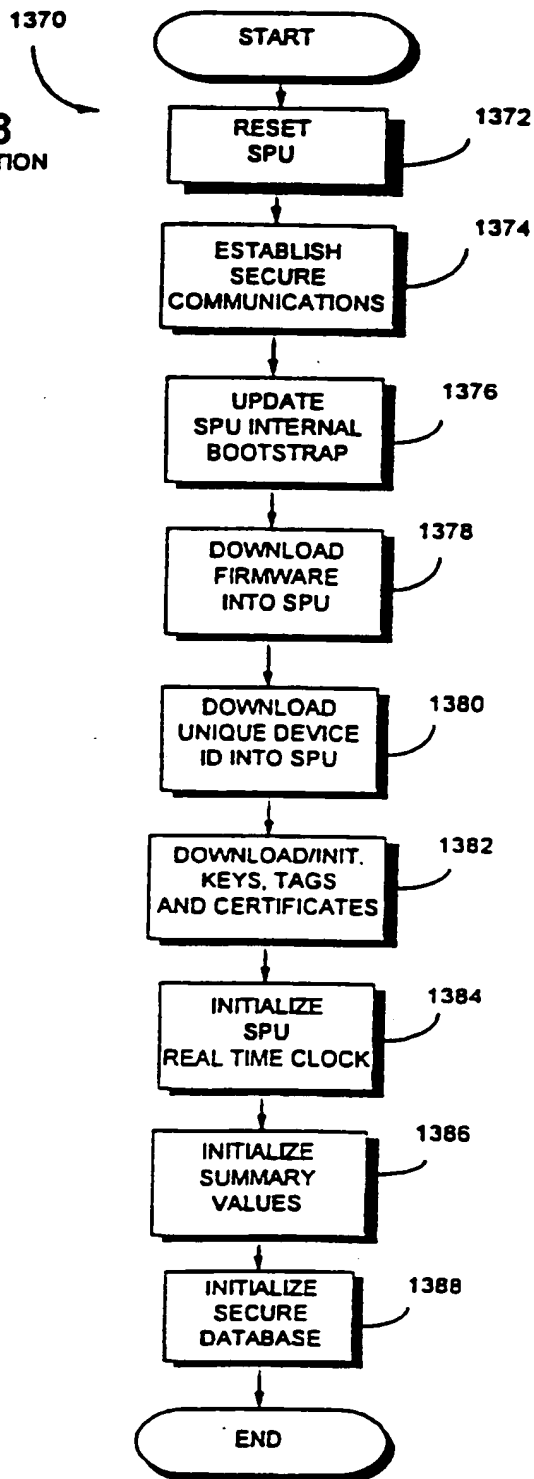 1370
START
RESET
SPU
1372
ESTABLISH
SECURE
COMMUNICATIONS
1374
UPDATE
SPU INTERNAL
BOOTSTRAP
1376
DOWNLOAD
FIRMWARE
INTO SPU
1378
DOWNLOAD
UNIQUE DEVICE
ID INTO SPU
1380
DOWNLOAD/INIT.
KEYS, TAGS
AND CERTIFICATES
1382
INITIALIZE
SPU
REAL TIME CLOCK
1384
INITIALIZE
SUMMARY
VALUES
1386
INITIALIZE
SECURE
DATABASE
1388
END